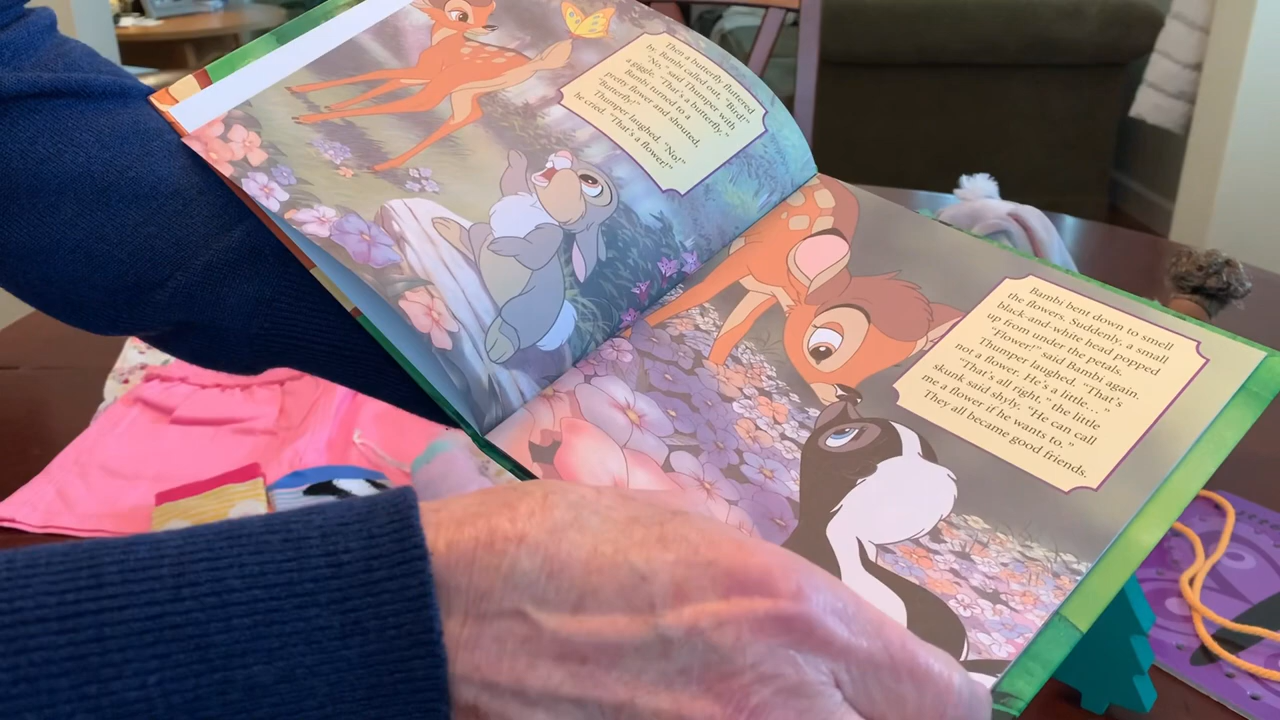 Then a butterfly fluttered
by. Bambi called out, "Bird!"
"No," said Thumper with
a giggle. "That's a butterfly."
Bambi turned to a
pretty flower and shouted,
"Butterfly!"
Thumper laughed. "No!"
he cried. "That's a flower!"
Bambi bent down to smell
the flowers. Suddenly, a small
black-and-white head popped
up from under the petals.
"Flower!" said Bambi again.
Thumper laughed. "That's
not a flower. He's a little… "
"That's all right," the little
skunk said shyly. "He can call
me a flower if he wants to. "
They all became good friends.